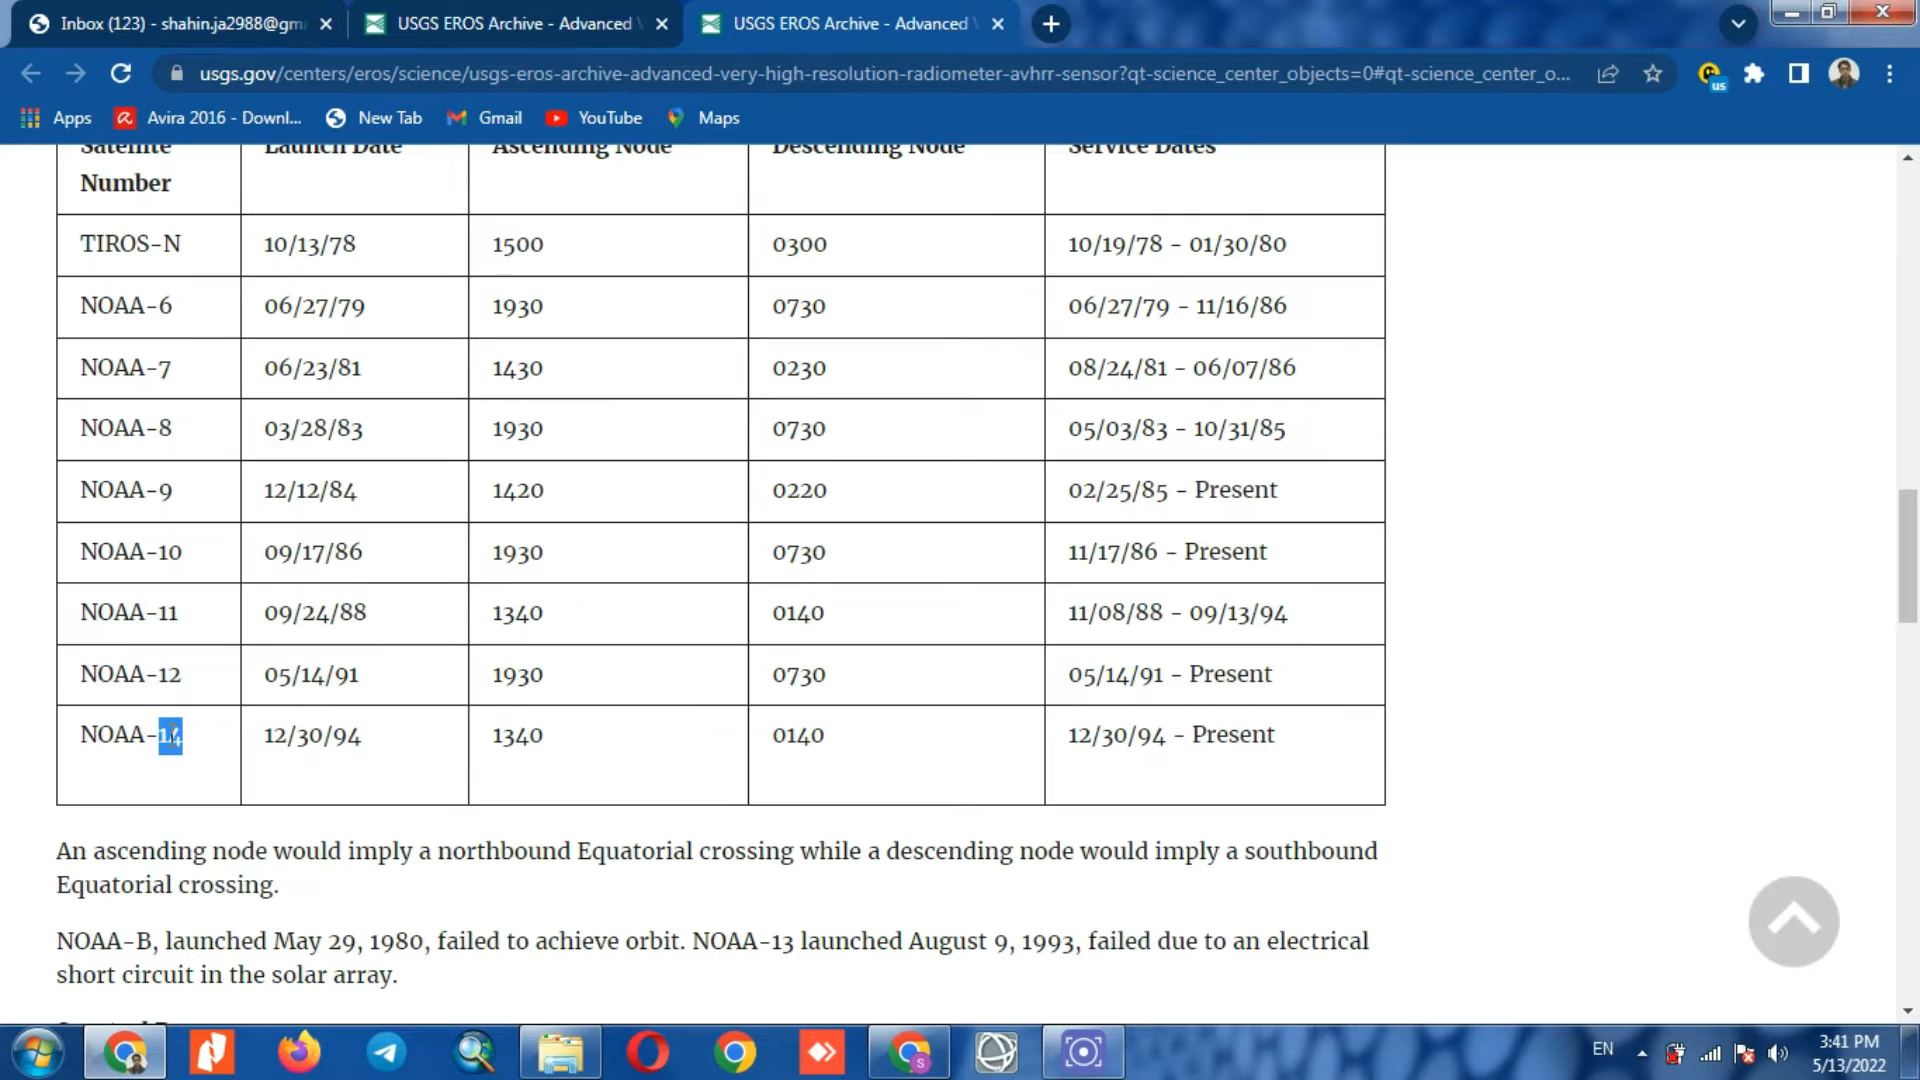 Inbox (123) - shahin.ja2988@gm
USGS EROS Archive - Advanced
USGS EROS Archive - Advanced
usgs.gov/centers/eros/science/usgs-eros-archive-advanced-very-high-resolution-radiometer-avhrr-sensor?qt-science_center_objects=0#qt-science_center_o...
us
Apps
Avira 2016 - Downl...
New Tab
Gmail
YouTube
Maps
Satellite Number Launch Date Ascending Node Descending Node Service Dates
TIROS-N 10/13/78 1500 0300 10/19/78 - 01/30/80
NOAA-6 06/27/79 1930 0730 06/27/79 - 11/16/86
NOAA-7 06/23/81 1430 0230 08/24/81 - 06/07/86
NOAA-8 03/28/83 1930 0730 05/03/83 - 10/31/85
NOAA-9 12/12/84 1420 0220 02/25/85 - Present
NOAA-10 09/17/86 1930 0730 11/17/86 - Present
NOAA-11 09/24/88 1340 0140 11/08/88 - 09/13/94
NOAA-12 05/14/91 1930 0730 05/14/91 - Present
NOAA-14 12/30/94 1340 0140 12/30/94 - Present
An ascending node would imply a northbound Equatorial crossing while a descending node would imply a southbound
Equatorial crossing.
NOAA-B, launched May 29, 1980, failed to achieve orbit. NOAA-13 launched August 9, 1993, failed due to an electrical
short circuit in the solar array.
S
EN
3:41 PM
5/13/2022